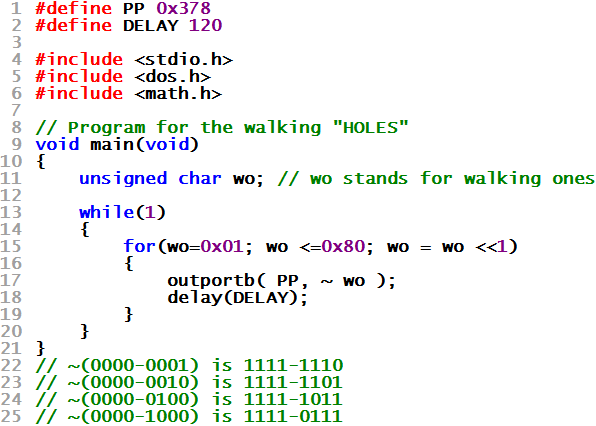 1 #define PP 0x378
2 #define DELAY 120
3
4 #include <stdio.h>
5 #include <dos.h>
6 #include <math.h>
7
8 // Program for the walking "HOLES"
9 void main(void)
10 {
11     unsigned char wo; // wo stands for walking ones
12
13     while(1)
14     {
15         for(wo=0x01; wo <=0x80; wo = wo <<1)
16         {
17             outportb( PP, ~ wo );
18             delay(DELAY);
19         }
20     }
21 }
22 // ~(0000-0001) is 1111-1110
23 // ~(0000-0010) is 1111-1101
24 // ~(0000-0100) is 1111-1011
25 // ~(0000-1000) is 1111-0111